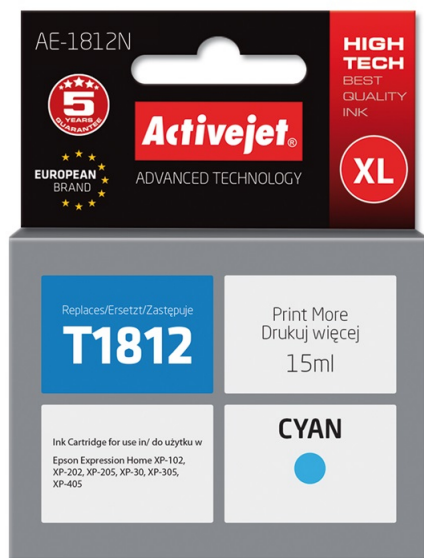 AE-1812N
HIGH
TECH
BEST
QUALITY
INK
5
YEARS
GUARANTEE
Activejet®
EUROPEAN
BRAND
ADVANCED TECHNOLOGY
XL
Replaces/Ersetzt/Zastępuje
T1812
Print More
Drukuj więcej
15ml
Ink Cartridge for use in/ do użytku w
Epson Expression Home XP-102,
XP-202, XP-205, XP-30, XP-305,
XP-405
CYAN